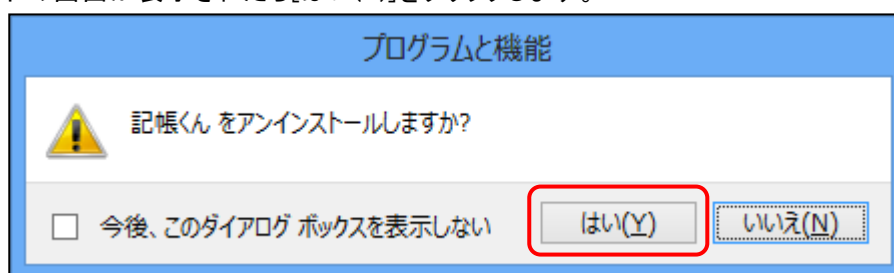 プログラムと機能
記帳くん をアンインストールしますか?
今後、このダイアログ ボックスを表示しない
はい(Y)
いいえ(N)